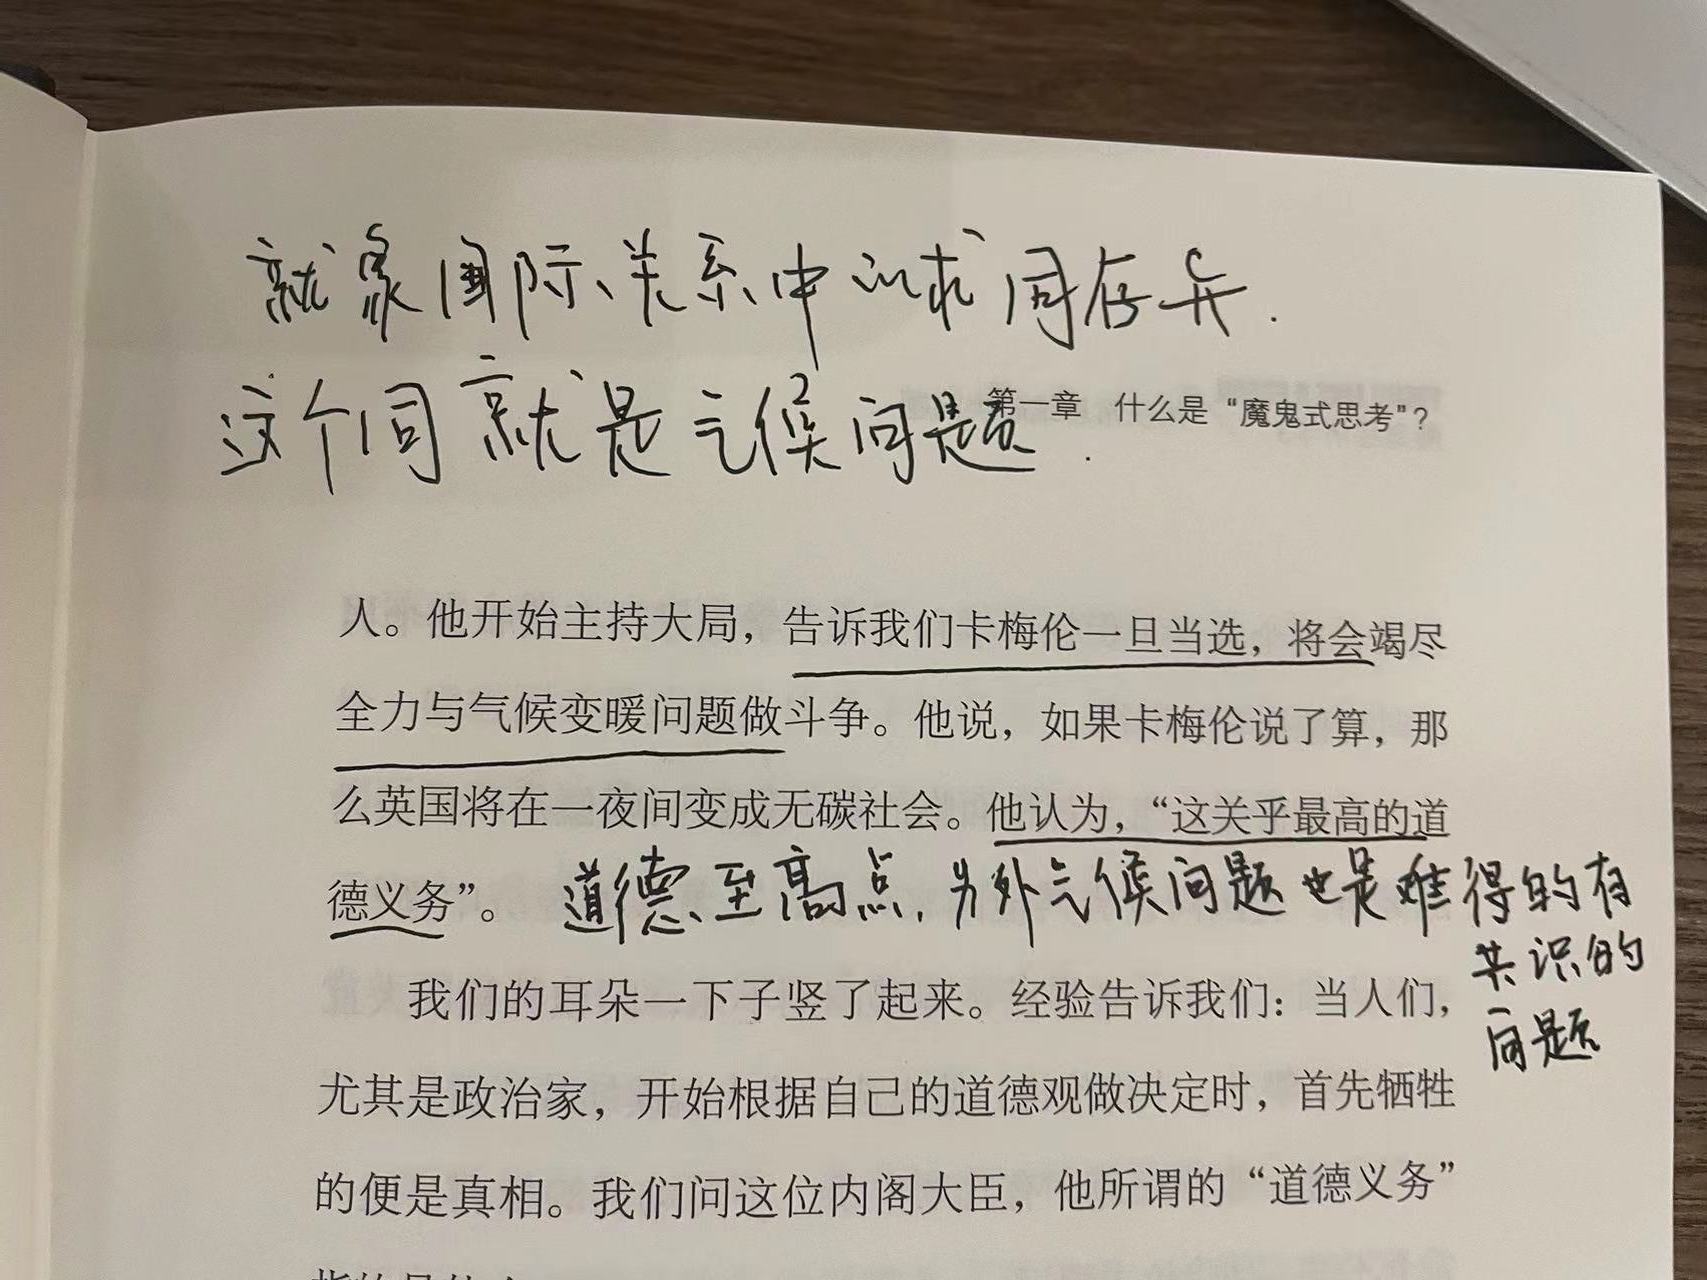 就象国际关系中以求同存异.
这个同就是气候问题.
第一章　什么是“魔鬼式思考”？
人。他开始主持大局，告诉我们卡梅伦一旦当选，将会竭尽
全力与气候变暖问题做斗争。他说，如果卡梅伦说了算，那
么英国将在一夜间变成无碳社会。他认为，“这关乎最高的道
德义务”。
道德至高点，另外气候问题也是难得的有
共识的
问题
我们的耳朵一下子竖了起来。经验告诉我们：当人们，
尤其是政治家，开始根据自己的道德观做决定时，首先牺牲
的便是真相。我们问这位内阁大臣，他所谓的“道德义务”